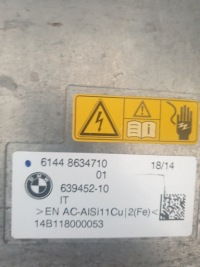 6144 8634710 18/14
01
639452-10
IT
>EN AC-AlSi11Cu|2(Fe)<
14B118000053